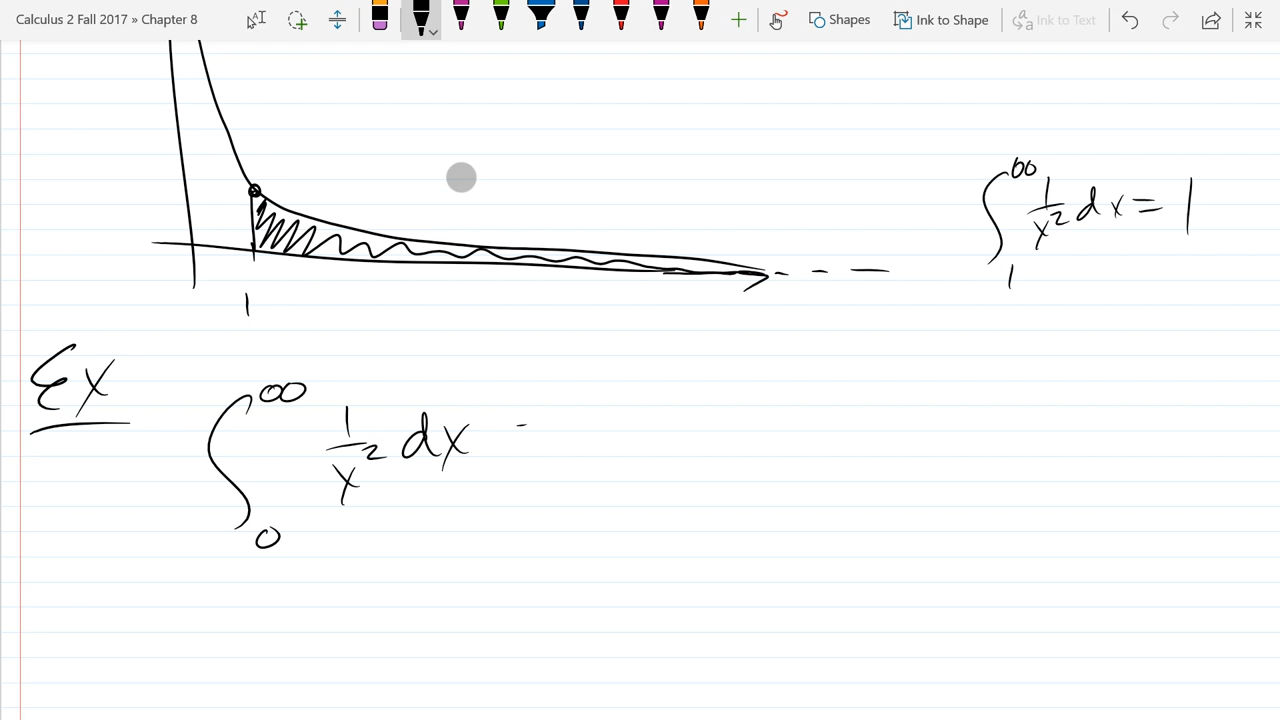 Calculus 2 Fall 2017 » Chapter 8
Shapes
Ink to Shape
Ink to Text
∫₁^∞ 1/x² dx = 1
1
Ex
∫₀^∞ 1/x² dx -